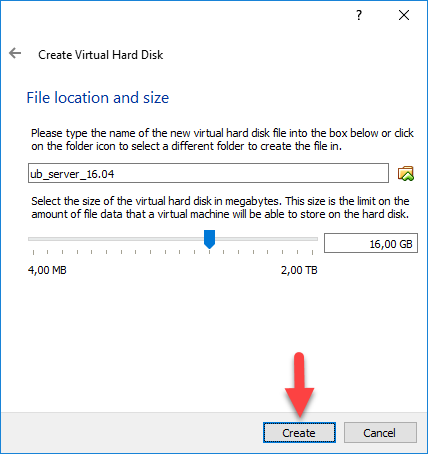 ?
Create Virtual Hard Disk
File location and size
Please type the name of the new virtual hard disk file into the box below or click
on the folder icon to select a different folder to create the file in.
ub_server_16.04
Select the size of the virtual hard disk in megabytes. This size is the limit on the
amount of file data that a virtual machine will be able to store on the hard disk.
16,00 GB
4,00 MB 2,00 TB
Create Cancel